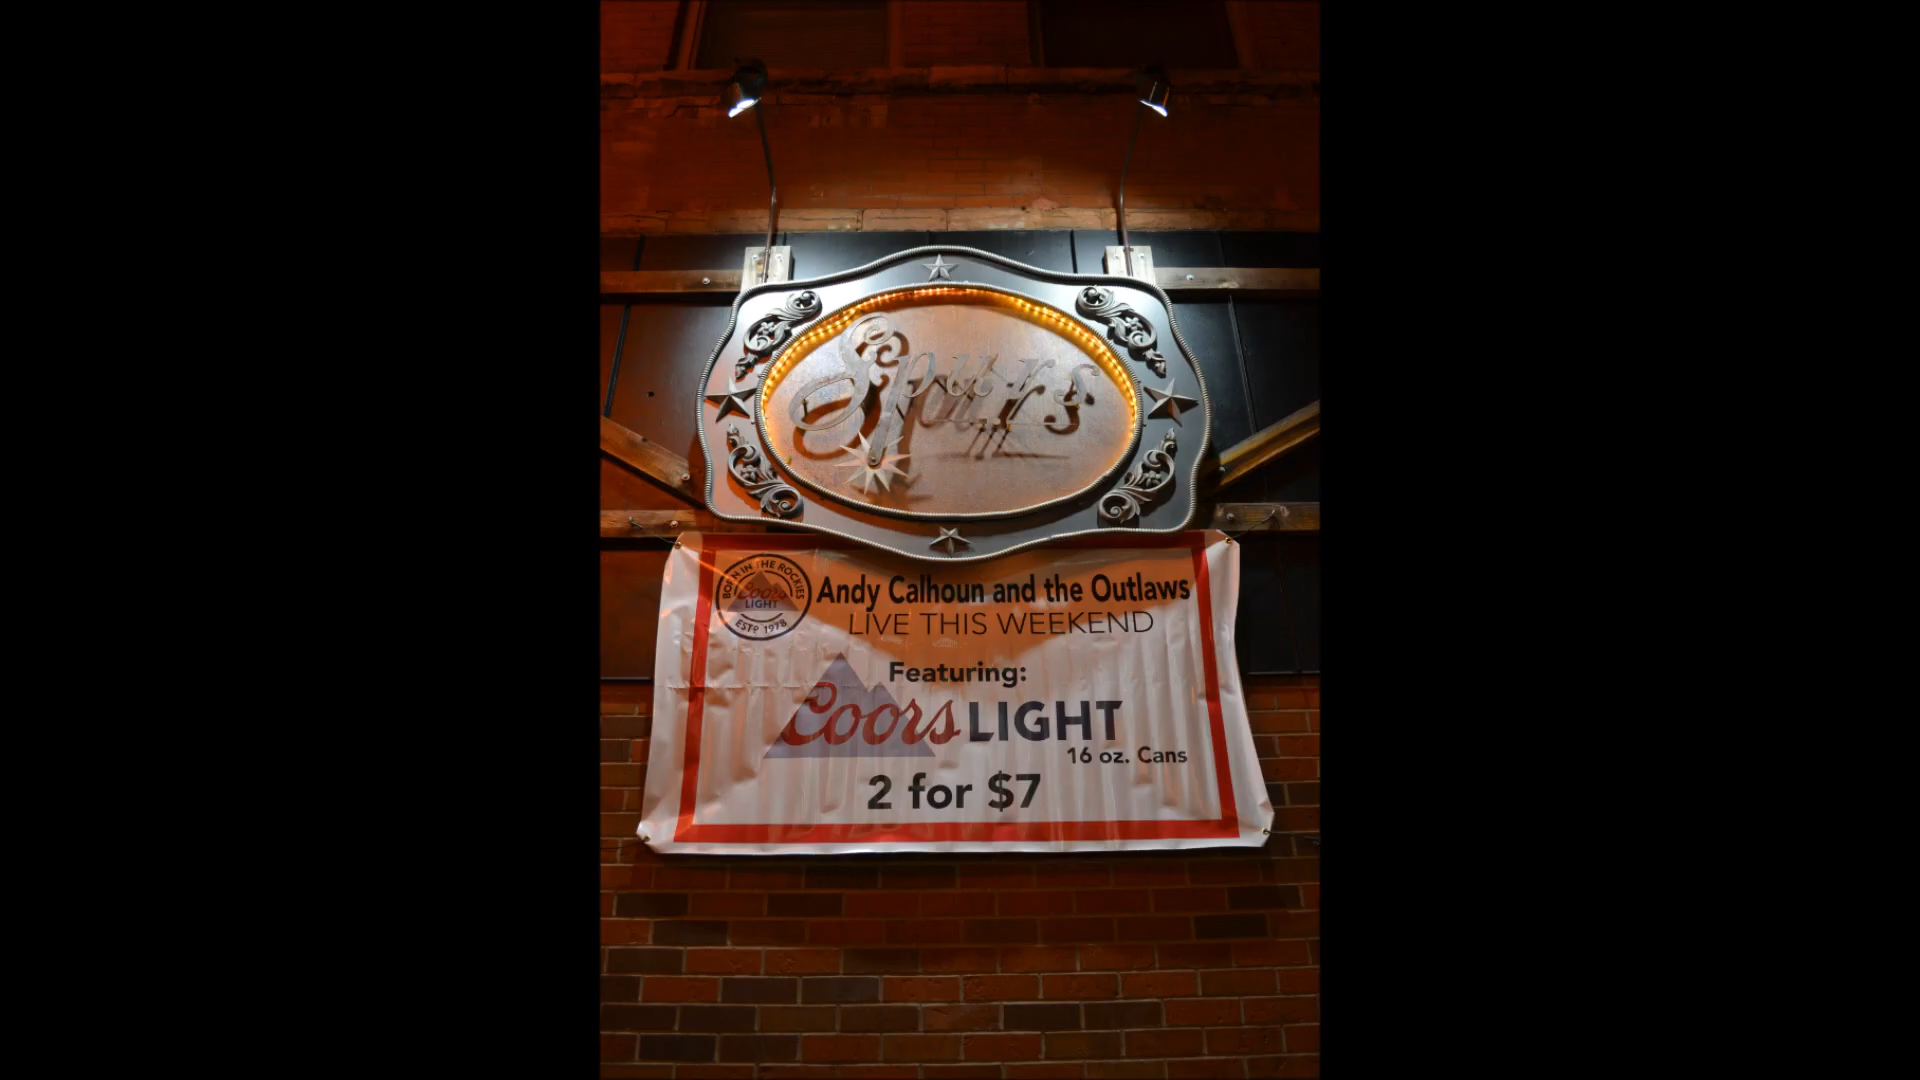 Spurs
BORN IN THE ROCKIES
Coors
LIGHT
ESTD 1978
Andy Calhoun and the Outlaws
LIVE THIS WEEKEND
Featuring:
Coors LIGHT
16 oz. Cans
2 for $7